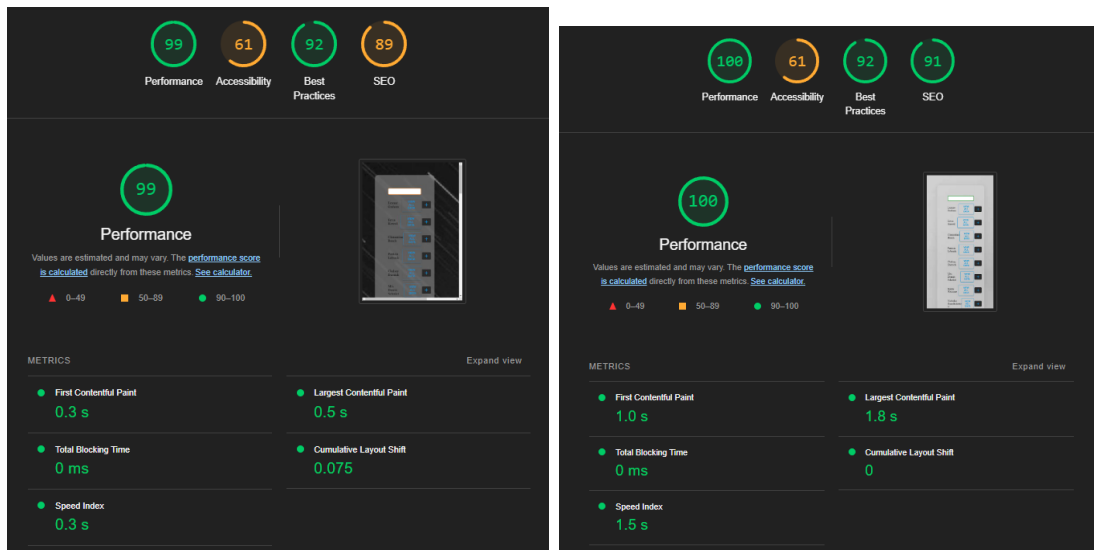 99
61
92
89
Performance
Accessibility
Best
Practices
SEO
99
Performance
Values are estimated and may vary. The performance score
is calculated directly from these metrics. See calculator.
0–49
50–89
90–100
METRICS
Expand view
First Contentful Paint
0.3 s
Largest Contentful Paint
0.5 s
Total Blocking Time
0 ms
Cumulative Layout Shift
0.075
Speed Index
0.3 s
100
61
92
91
Performance
Accessibility
Best
Practices
SEO
100
Performance
Values are estimated and may vary. The performance score
is calculated directly from these metrics. See calculator.
0–49
50–89
90–100
METRICS
Expand view
First Contentful Paint
1.0 s
Largest Contentful Paint
1.8 s
Total Blocking Time
0 ms
Cumulative Layout Shift
0
Speed Index
1.5 s